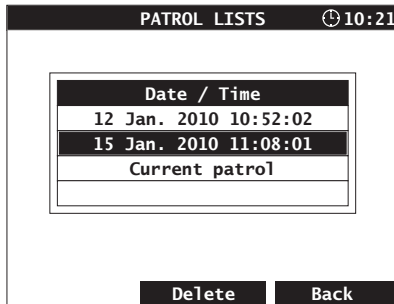 PATROL LISTS 10:21
Date / Time
12 Jan. 2010 10:52:02
15 Jan. 2010 11:08:01
Current patrol
Delete Back